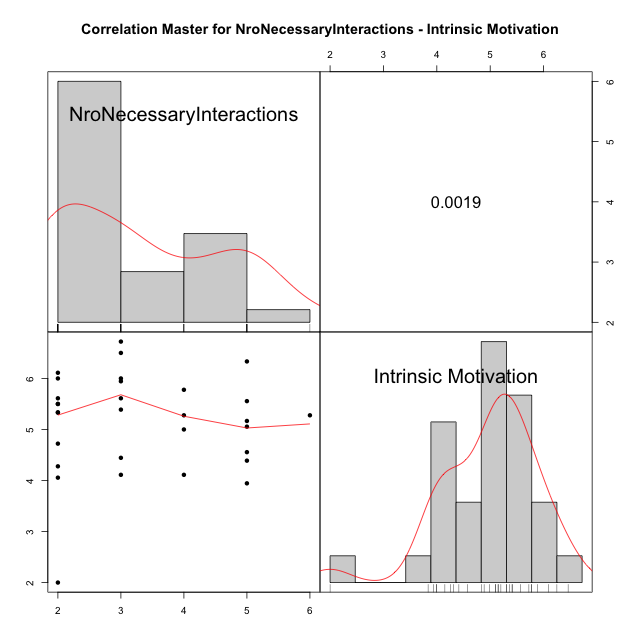 Correlation Master for NroNecessaryInteractions - Intrinsic Motivation
2 3 4 5 6
NroNecessaryInteractions
0.0019
6
5
4
3
2
Intrinsic Motivation
6
5
4
3
2
2 3 4 5 6